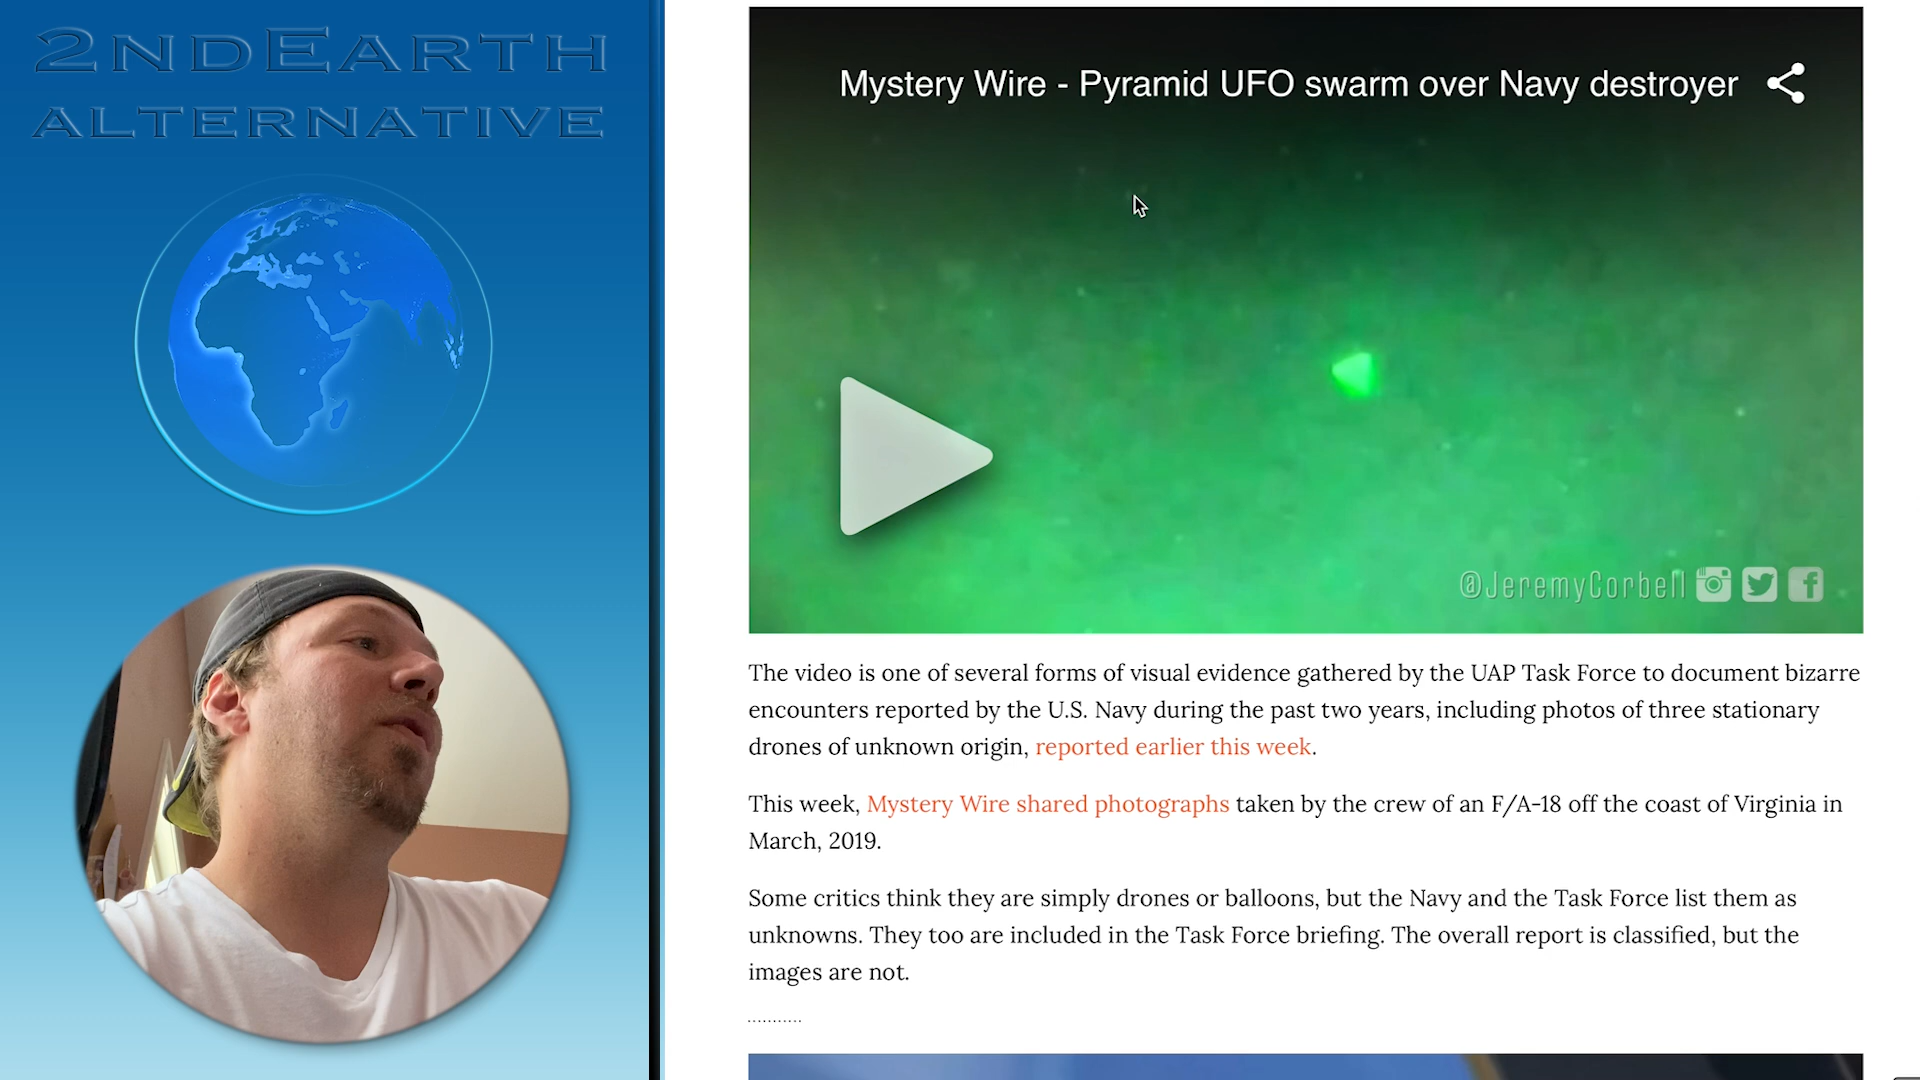 2NDEARTH
ALTERNATIVE
Mystery Wire - Pyramid UFO swarm over Navy destroyer
@JeremyCorbell
The video is one of several forms of visual evidence gathered by the UAP Task Force to document bizarre
encounters reported by the U.S. Navy during the past two years, including photos of three stationary
drones of unknown origin, reported earlier this week.
This week, Mystery Wire shared photographs taken by the crew of an F/A-18 off the coast of Virginia in
March, 2019.
Some critics think they are simply drones or balloons, but the Navy and the Task Force list them as
unknowns. They too are included in the Task Force briefing. The overall report is classified, but the
images are not.
...........